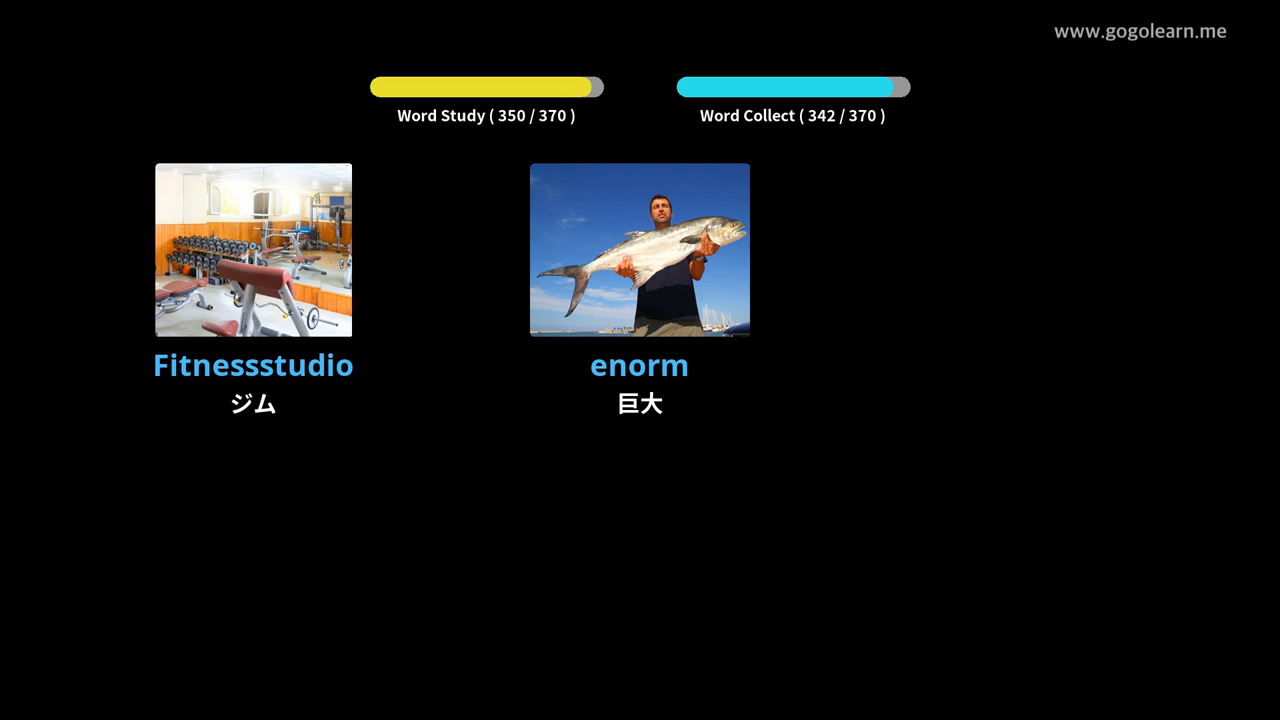 www.gogolearn.me
Word Study ( 350 / 370 )
Word Collect ( 342 / 370 )
Fitnessstudio
ジム
enorm
巨大